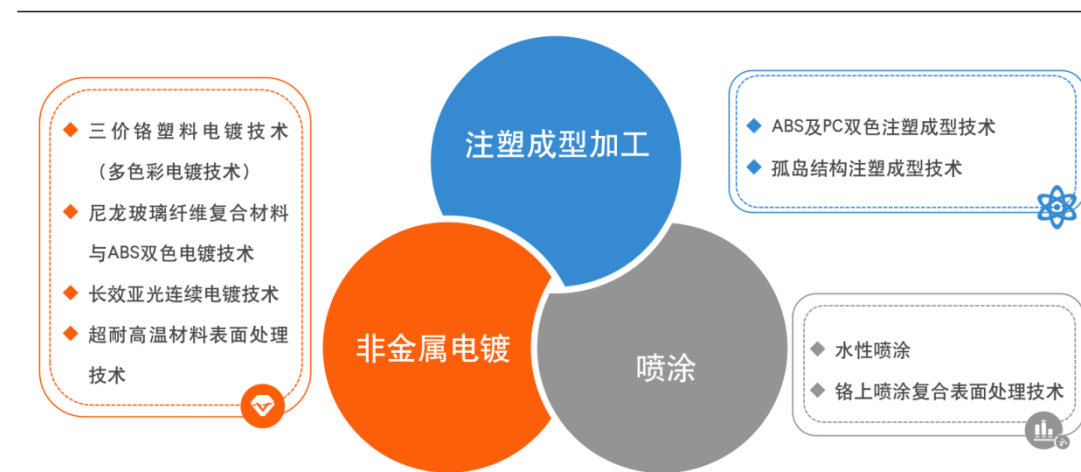 三价铬塑料电镀技术
（多色彩电镀技术）
尼龙玻璃纤维复合材料
与ABS双色电镀技术
长效亚光连续电镀技术
超耐高温材料表面处理
技术
注塑成型加工
非金属电镀
喷涂
ABS及PC双色注塑成型技术
孤岛结构注塑成型技术
水性喷涂
铬上喷涂复合表面处理技术